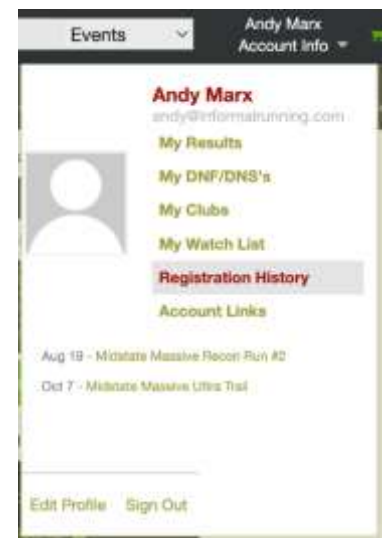 Events
Andy Marx
Account Info
Andy Marx
andy@informalrunning.com
My Results
My DNF/DNS's
My Clubs
My Watch List
Registration History
Account Links
Aug 19 - Midstate Massive Recon Run #2
Oct 7 - Midstate Massive Ultra Trail
Edit Profile Sign Out